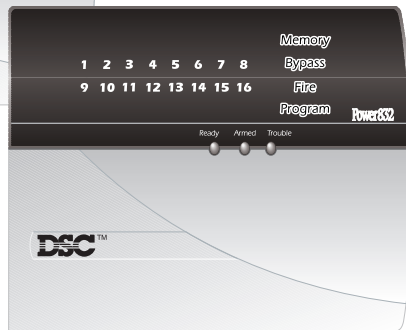 Memory
1 2 3 4 5 6 7 8 Bypass
9 10 11 12 13 14 15 16 Fire
Program Power832
Ready Armed Trouble
DSC™